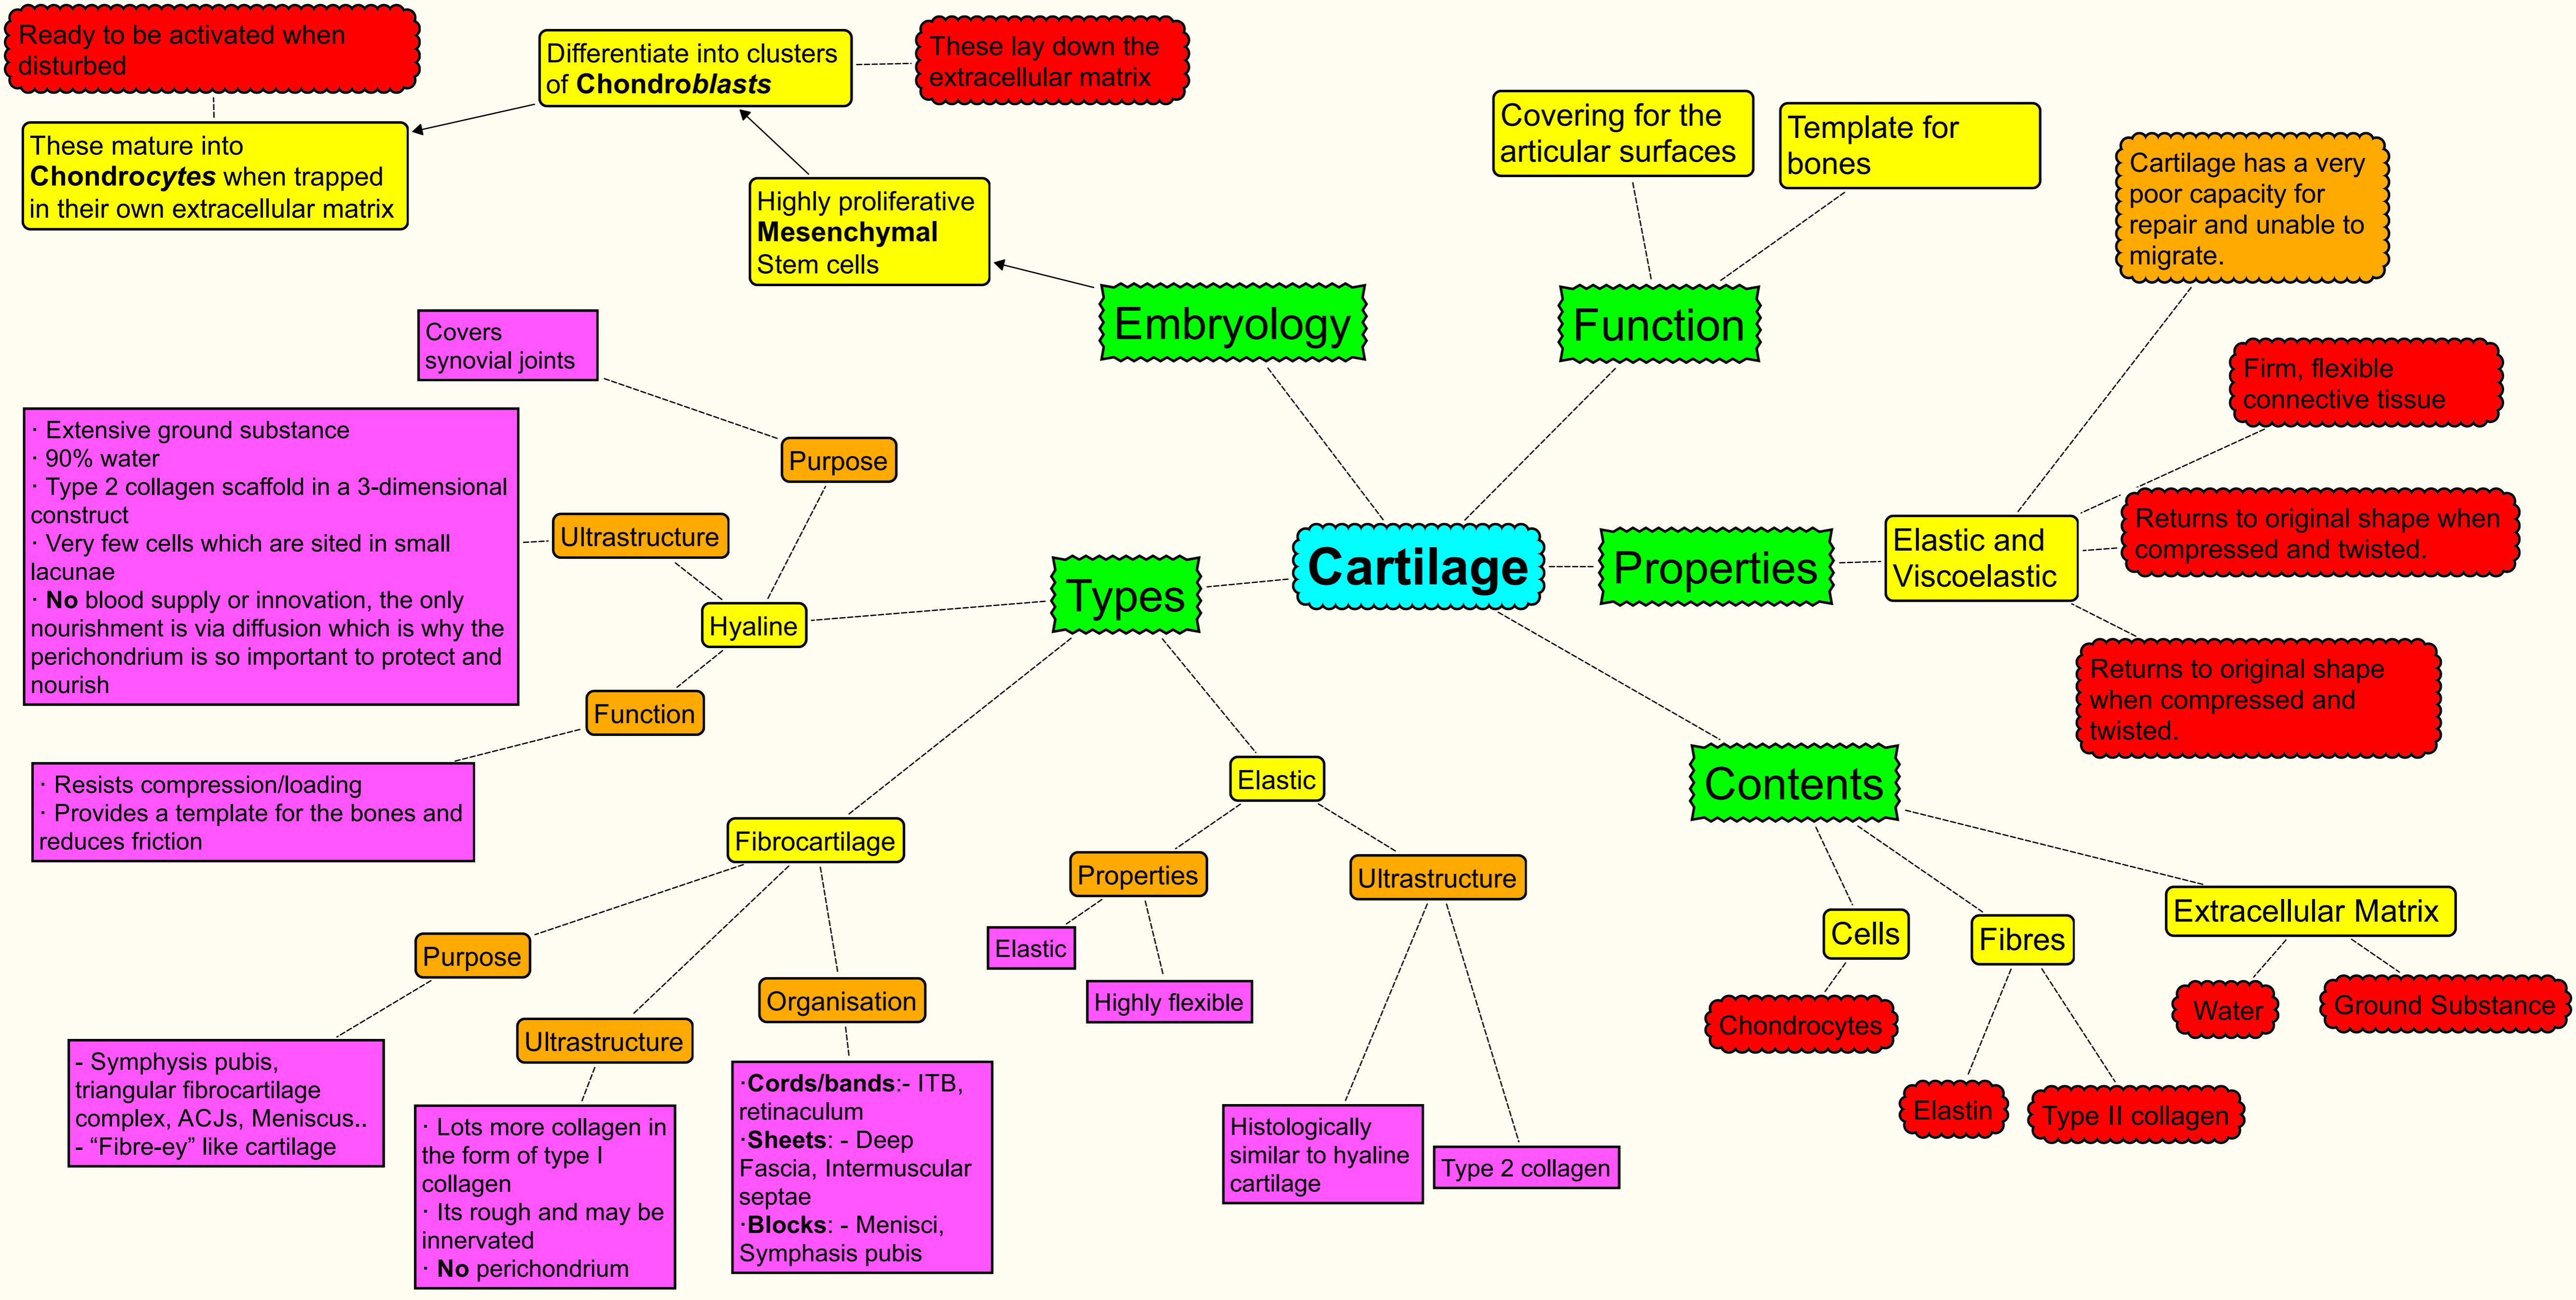 Ready to be activated when
disturbed
These mature into
Chondrocytes when trapped
in their own extracellular matrix
Differentiate into clusters
of Chondroblasts
These lay down the
extracellular matrix
Highly proliferative
Mesenchymal
Stem cells
Embryology
Covering for the
articular surfaces
Template for
bones
Function
Cartilage has a very
poor capacity for
repair and unable to
migrate.
Firm, flexible
connective tissue
Returns to original shape when
compressed and twisted.
Returns to original shape
when compressed and
twisted.
Elastic and
Viscoelastic
Properties
Cartilage
Types
Covers
synovial joints
Purpose
Ultrastructure
· Extensive ground substance
· 90% water
· Type 2 collagen scaffold in a 3-dimensional
construct
· Very few cells which are sited in small
lacunae
· No blood supply or innovation, the only
nourishment is via diffusion which is why the
perichondrium is so important to protect and
nourish
Hyaline
Function
· Resists compression/loading
· Provides a template for the bones and
reduces friction
Fibrocartilage
Purpose
- Symphysis pubis,
triangular fibrocartilage
complex, ACJs, Meniscus..
- “Fibre-ey” like cartilage
Ultrastructure
· Lots more collagen in
the form of type I
collagen
· Its rough and may be
innervated
· No perichondrium
Organisation
·Cords/bands:- ITB,
retinaculum
·Sheets: - Deep
Fascia, Intermuscular
septae
·Blocks: - Menisci,
Symphasis pubis
Elastic
Properties
Elastic
Highly flexible
Ultrastructure
Histologically
similar to hyaline
cartilage
Type 2 collagen
Contents
Cells
Chondrocytes
Fibres
Elastin
Type II collagen
Extracellular Matrix
Water
Ground Substance